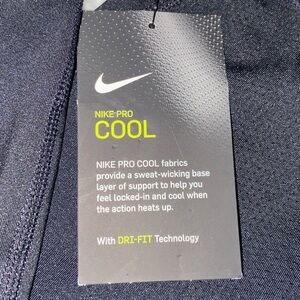 NIKE PRO
COOL
NIKE PRO COOL fabrics
provide a sweat-wicking base
layer of support to help you
feel locked-in and cool when
the action heats up.
With DRI-FIT Technology